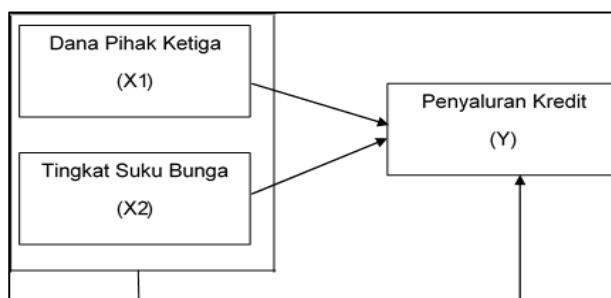 Dana Pihak Ketiga
(X1)
Penyaluran Kredit
(Y)
Tingkat Suku Bunga
(X2)